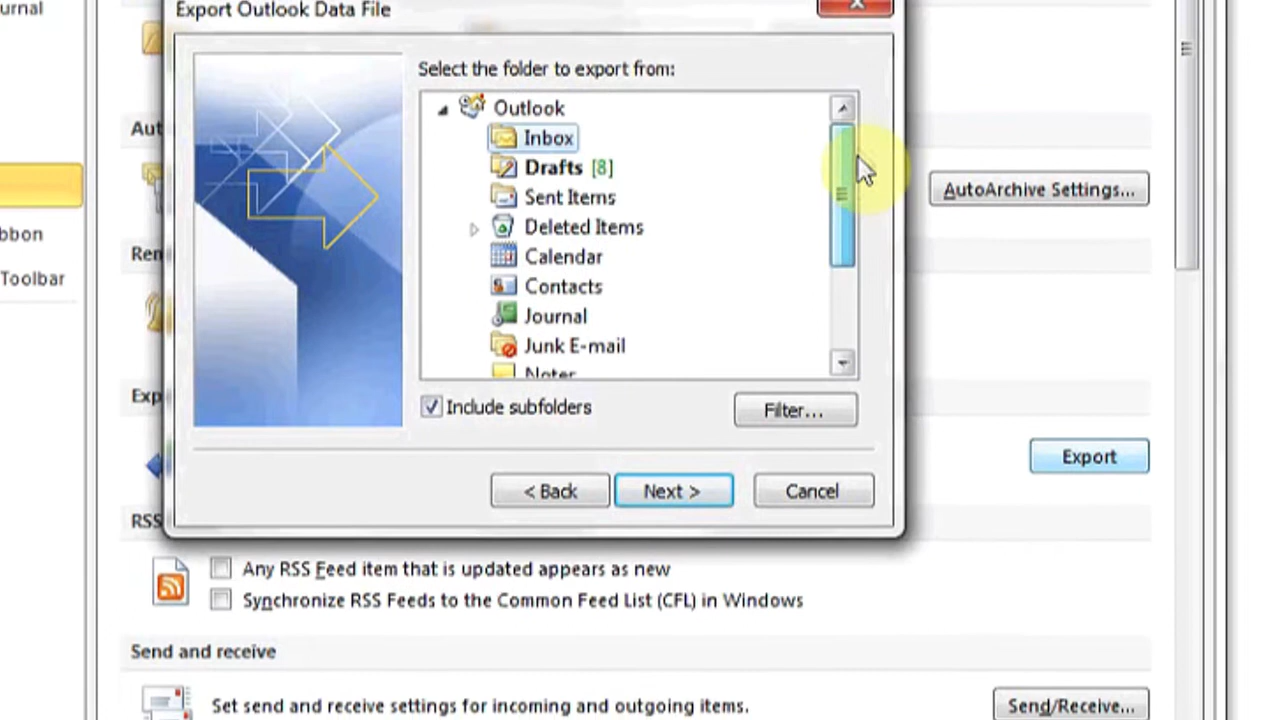 ournal
Export Outlook Data File
Select the folder to export from:
Outlook
Inbox
Drafts [8]
Sent Items
Deleted Items
Calendar
Contacts
Journal
Junk E-mail
Notes
Include subfolders
Filter...
< Back
Next >
Cancel
Aut
AutoArchive Settings...
bbon
Ren
Toolbar
Exp
Export
RSS
Any RSS Feed item that is updated appears as new
Synchronize RSS Feeds to the Common Feed List (CFL) in Windows
Send and receive
Set send and receive settings for incoming and outgoing items.
Send/Receive...